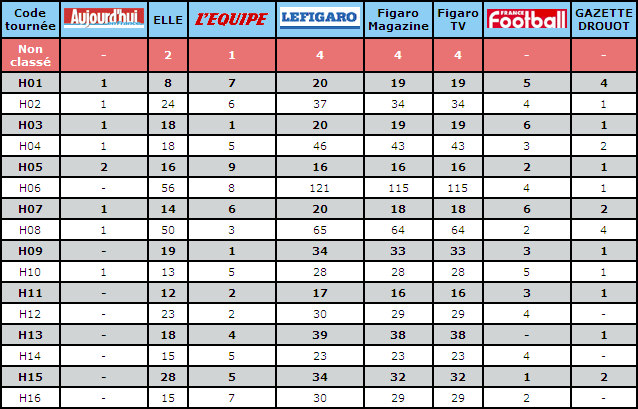 Code tournée Aujourd'hui ELLE L'EQUIPE LEFIGARO Figaro Magazine Figaro TV FRANCE Football GAZETTE DROUOT
Non classé - 2 1 4 4 4 - -
H01 1 8 7 20 19 19 5 4
H02 1 24 6 37 34 34 4 1
H03 1 18 1 20 19 19 6 1
H04 1 18 5 46 43 43 3 2
H05 2 16 9 16 16 16 2 1
H06 - 56 8 121 115 115 4 1
H07 1 14 6 20 18 18 6 2
H08 1 50 3 65 64 64 2 4
H09 - 19 1 34 33 33 3 1
H10 1 13 5 28 28 28 5 1
H11 - 12 2 17 16 16 3 1
H12 - 23 2 30 29 29 4 -
H13 - 18 4 39 38 38 - 1
H14 - 15 5 23 23 23 4 -
H15 - 28 5 34 32 32 1 2
H16 - 15 7 30 29 29 2 -